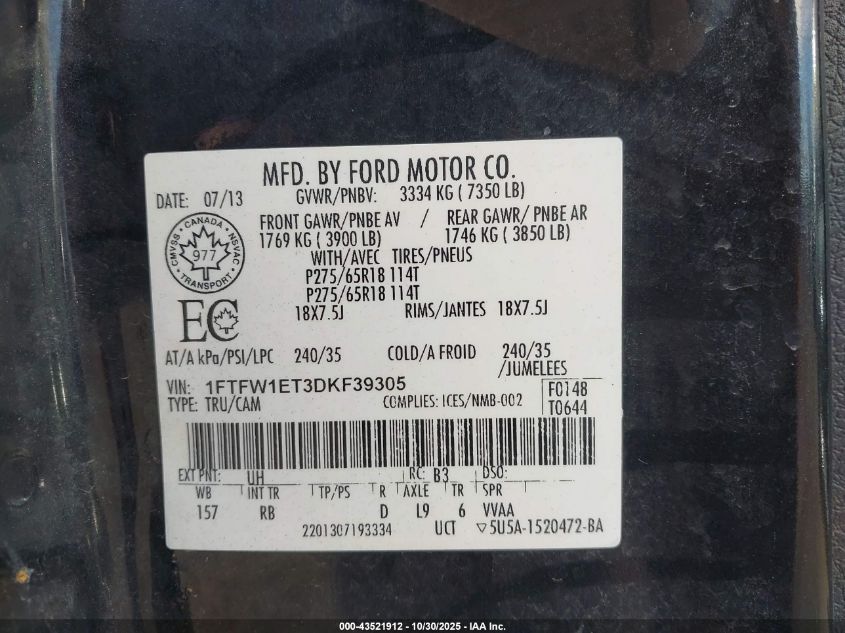 MFD. BY FORD MOTOR CO.
DATE: 07/13 GVWR/PNBV: 3334 KG ( 7350 LB)
FRONT GAWR/PNBE AV / REAR GAWR/ PNBE AR
1769 KG ( 3900 LB) 1746 KG ( 3850 LB)
WITH/AVEC TIRES/PNEUS
P275/65R18 114T
P275/65R18 114T
18X7.5J RIMS/JANTES 18X7.5J
CMVSS · CANADA · NSVAC
977
TRANSPORT
EC
AT/A kPa/PSI/LPC 240/35 COLD/A FROID 240/35
/JUMELEES
VIN: 1FTFW1ET3DKF39305
TYPE: TRU/CAM COMPLIES: ICES/NMB-002
F0148
T0644
EXT PNT: UH RC: B3 DSO:
WB INT TR TP/PS R AXLE TR SPR
157 RB D L9 6 VVAA
2201307193334 UCT ▽5U5A-1520472-BA
000-43521912 - 10/30/2025 - IAA Inc.